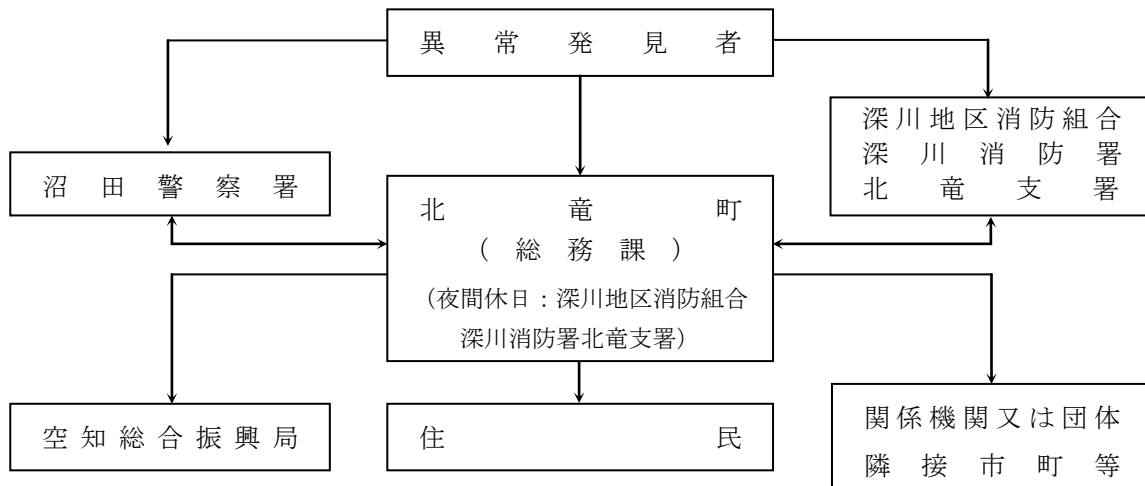 異常発見者
深川地区消防組合
深川消防署
北竜支署
沼田警察署
北竜町
（総務課）
（夜間休日：深川地区消防組合
深川消防署北竜支署）
空知総合振興局
住民
関係機関又は団体
隣接市町等